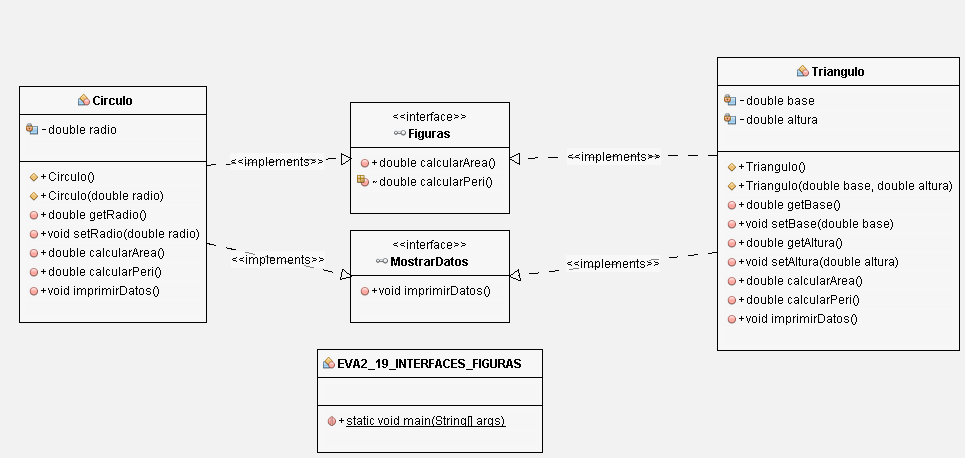 Circulo
- double radio
+ Circulo()
+ Circulo(double radio)
+ double getRadio()
+ void setRadio(double radio)
+ double calcularArea()
+ double calcularPeri()
+ void imprimirDatos()
<<implements>>
<<implements>>
<<interface>>
Figuras
+ double calcularArea()
~ double calcularPeri()
<<interface>>
MostrarDatos
+ void imprimirDatos()
<<implements>>
<<implements>>
Triangulo
- double base
- double altura
+ Triangulo()
+ Triangulo(double base, double altura)
+ double getBase()
+ void setBase(double base)
+ double getAltura()
+ void setAltura(double altura)
+ double calcularArea()
+ double calcularPeri()
+ void imprimirDatos()
EVA2_19_INTERFACES_FIGURAS
+ static void main(String[] args)